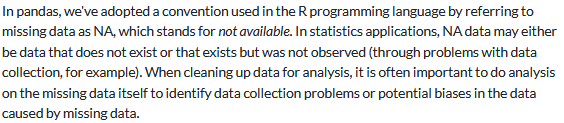 In pandas, we've adopted a convention used in the R programming language by referring to
missing data as NA, which stands for not available. In statistics applications, NA data may either
be data that does not exist or that exists but was not observed (through problems with data
collection, for example). When cleaning up data for analysis, it is often important to do analysis
on the missing data itself to identify data collection problems or potential biases in the data
caused by missing data.